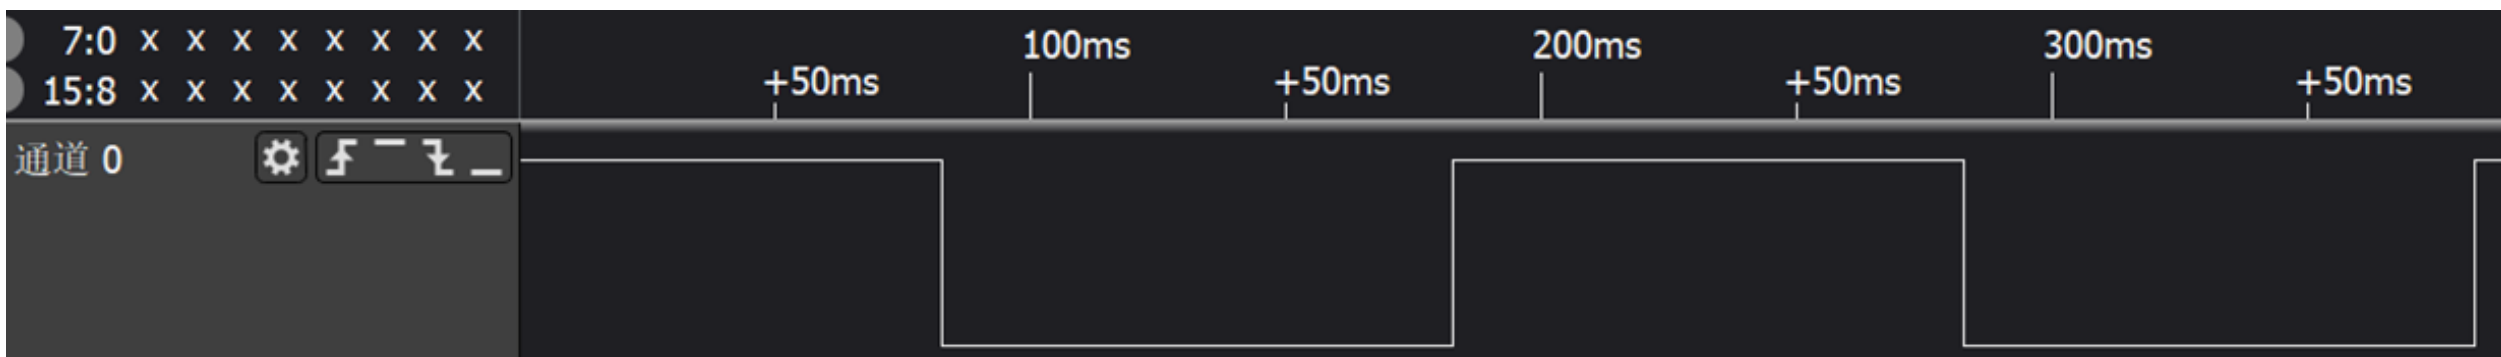 7:0 x x x x x x x x
15:8 x x x x x x x x
100ms 200ms 300ms
+50ms +50ms +50ms +50ms
通道 0